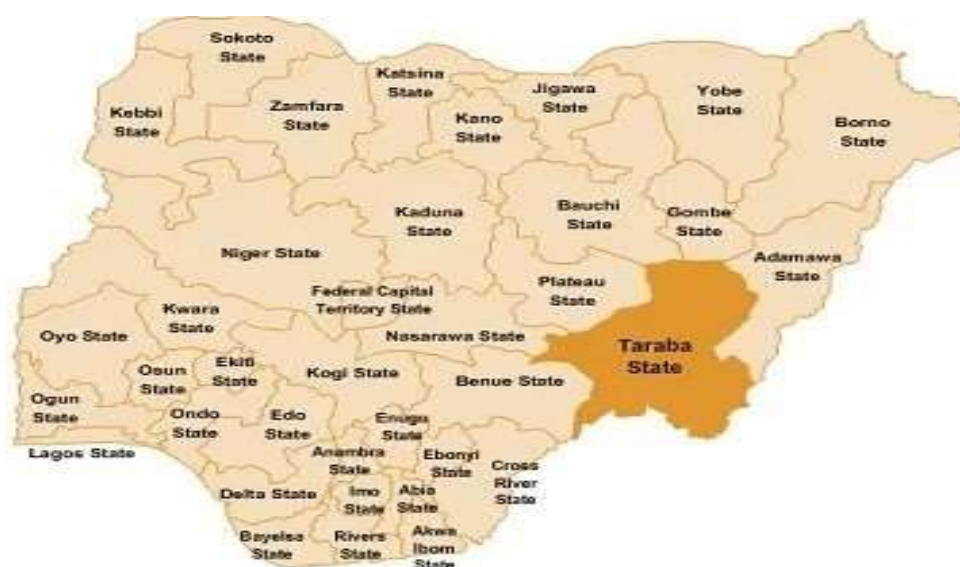 Sokoto
State
Katsina
State
Jigawa
State
Yobe
State
Kebbi
State
Zamfara
State
Kano
State
Borno
State
Kaduna
State
Bauchi
State
Gombe
State
Niger State
Adamawa
State
Federal Capital
Territory State
Plateau
State
Kwara
State
Oyo State
Nasarawa State
Taraba
State
Osun
State
Ekiti
State
Kogi State
Benue State
Ogun
State
Ondo
State
Edo
State
Enugu
State
Lagos State
Anambra
State
Ebonyi
State
Cross
River
State
Delta State
Imo
State
Abia
State
Bayelsa
State
Rivers
State
Akwa
Ibom
State